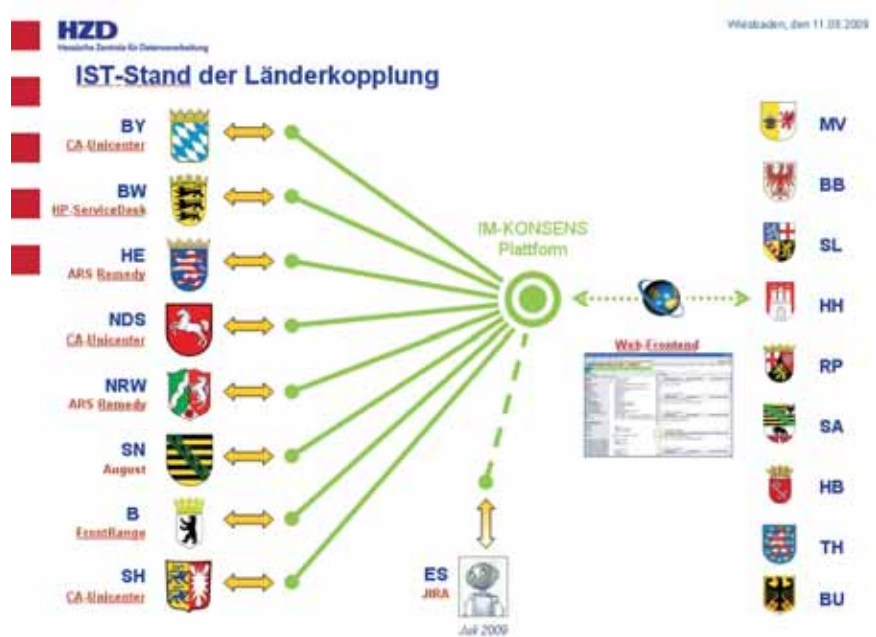 HZD
Hessische Zentrale für Datenverarbeitung
Wiesbaden, den 11.08.2009
IST-Stand der Länderkopplung
BY
CA-Unicenter
BW
HP-ServiceDesk
HE
ARS Remedy
NDS
CA-Unicenter
NRW
ARS Remedy
SN
August
B
FrontRange
SH
CA-Unicenter
IM-KONSENS
Plattform
Web-Frontend
ES
JIRA
Juli 2009
MV
BB
SL
HH
RP
SA
HB
TH
BU